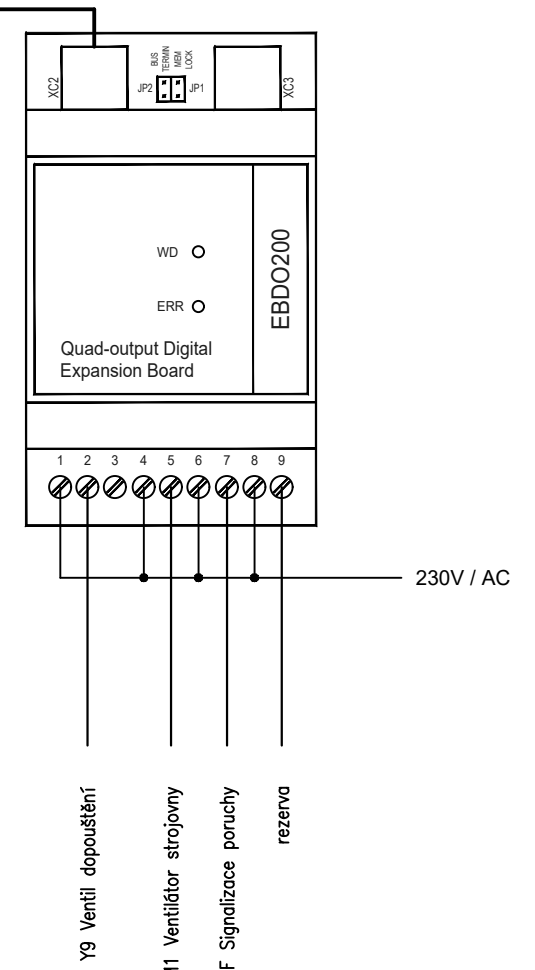 BUS
TERMIN
MEM
LOCK
XC2
JP2
JP1
XC3
WD
ERR
EBDO200
Quad-output Digital
Expansion Board
1 2 3 4 5 6 7 8 9
230V / AC
Y9 Ventil dopouštění
Ventilátor strojovny
F Signalizace poruchy
rezerva